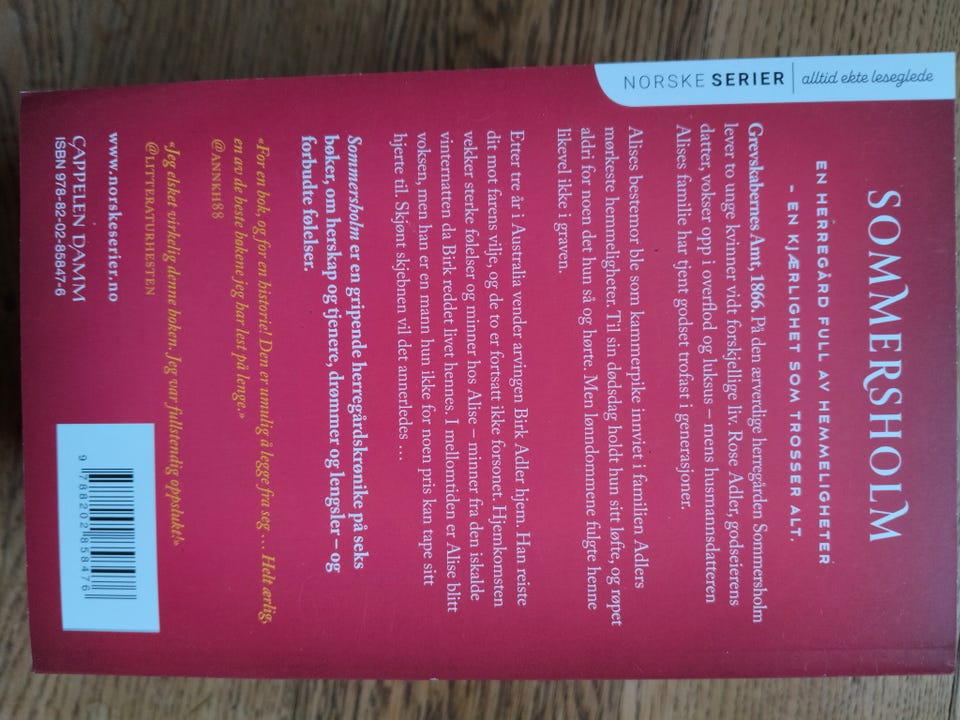 NORSKE SERIER | alltid ekte leseglede
SOMMERSHOLM
EN HERREGÅRD FULL AV HEMMELIGHETER
– EN KJÆRLIGHET SOM TROSSER ALT.
Grevskabernes Amt, 1866. På den ærverdige herregården Sommersholm
lever to unge kvinner vidt forskjellige liv. Rose Adler, godseierens
datter, vokser opp i overflod og luksus – mens husmannsdatteren
Alises familie har tjent godset trofast i generasjoner.
Alises bestemor ble som kammerpike innviet i familien Adlers
mørkeste hemmeligheter. Til sin dødsdag holdt hun sitt løfte, og røpet
aldri for noen det hun så og hørte. Men lønndommene fulgte henne
likevel ikke i graven.
Etter tre år i Australia vender arvingen Birk Adler hjem. Han reiste
dit mot farens vilje, og de to er fortsatt ikke forsonet. Hjemkomsten
vekker sterke følelser og minner hos Alise – minner fra den iskalde
vinternatten da Birk reddet livet hennes. I mellomtiden er Alise blitt
voksen, men han er en mann hun ikke for noen pris kan tape sitt
hjerte til. Skjønt skjebnen vil det annerledes …
Sommersholm er en gripende herregårdskrønike på seks
bøker, om herskap og tjenere, drømmer og lengsler – og
forbudte følelser.
«For en bok, og for en historie! Den er umulig å legge fra seg … Helt ærlig,
en av de beste bøkene jeg har lest på lenge.»
@ANNKH88
«Jeg elsket virkelig denne boken. Jeg var fullstendig oppslukt!»
@LITTERATURHESTEN
www.norskeserier.no
CAPPELEN DAMM
ISBN 978-82-02-85847-6
9 788202 858476